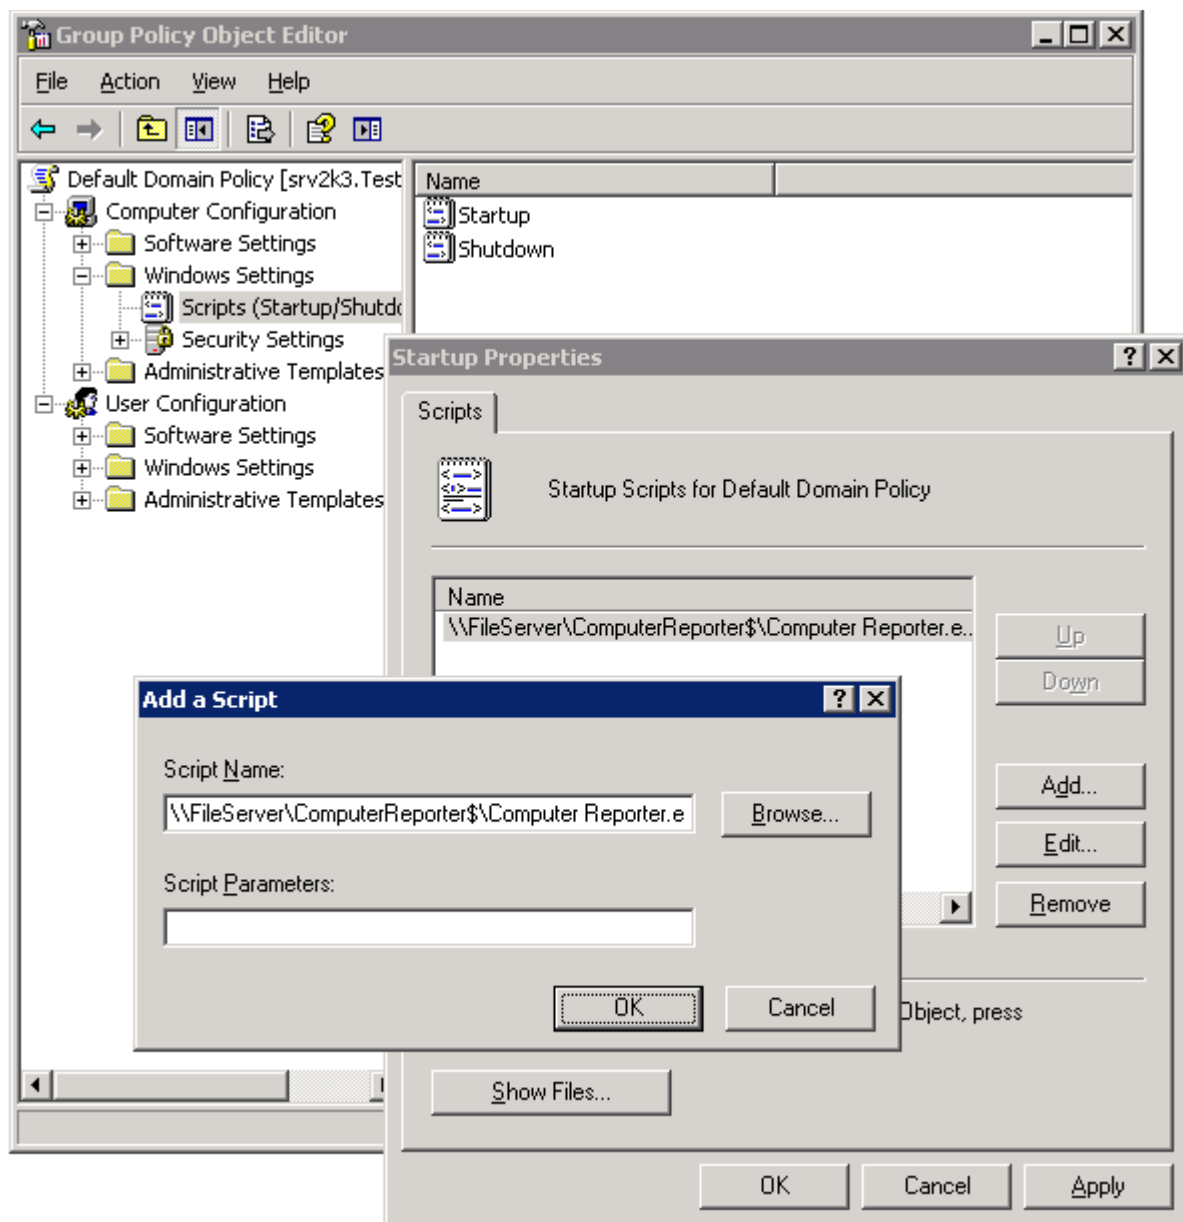 Group Policy Object Editor
File Action View Help
Default Domain Policy [srv2k3.Test
Computer Configuration
Software Settings
Windows Settings
Scripts (Startup/Shutd
Security Settings
Administrative Templates
User Configuration
Software Settings
Windows Settings
Administrative Templates
Name
Startup
Shutdown
Startup Properties
Scripts
Startup Scripts for Default Domain Policy
Name
\\FileServer\ComputerReporter$\Computer Reporter.e..
Up
Down
Add...
Edit...
Remove
Add a Script
Script Name:
\\FileServer\ComputerReporter$\Computer Reporter.e
Browse...
Script Parameters:
OK Cancel
Object, press
Show Files...
OK Cancel Apply